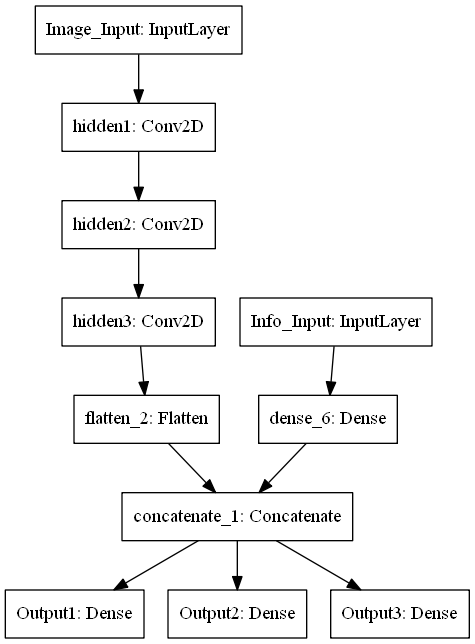 Image_Input: InputLayer
hidden1: Conv2D
hidden2: Conv2D
hidden3: Conv2D
Info_Input: InputLayer
flatten_2: Flatten
dense_6: Dense
concatenate_1: Concatenate
Output1: Dense
Output2: Dense
Output3: Dense